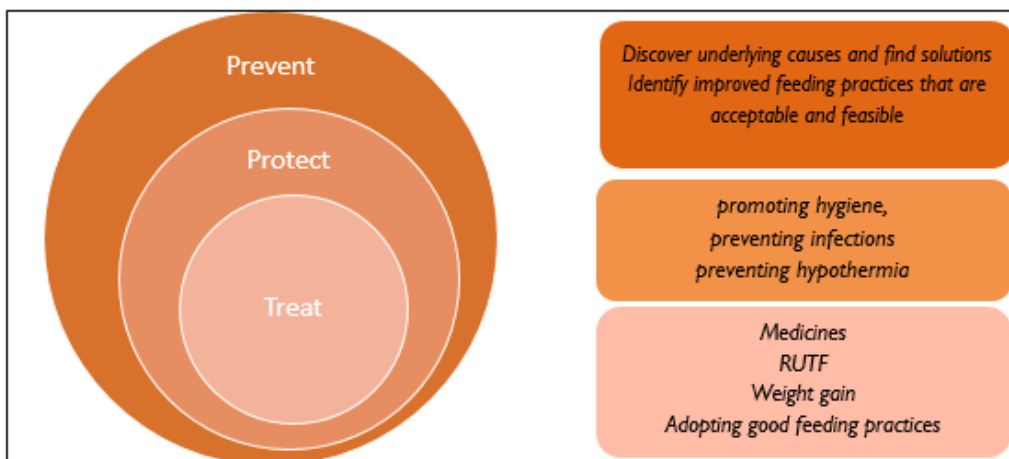 Prevent
Protect
Treat
Discover underlying causes and find solutions
Identify improved feeding practices that are
acceptable and feasible
promoting hygiene,
preventing infections
preventing hypothermia
Medicines
RUTF
Weight gain
Adopting good feeding practices